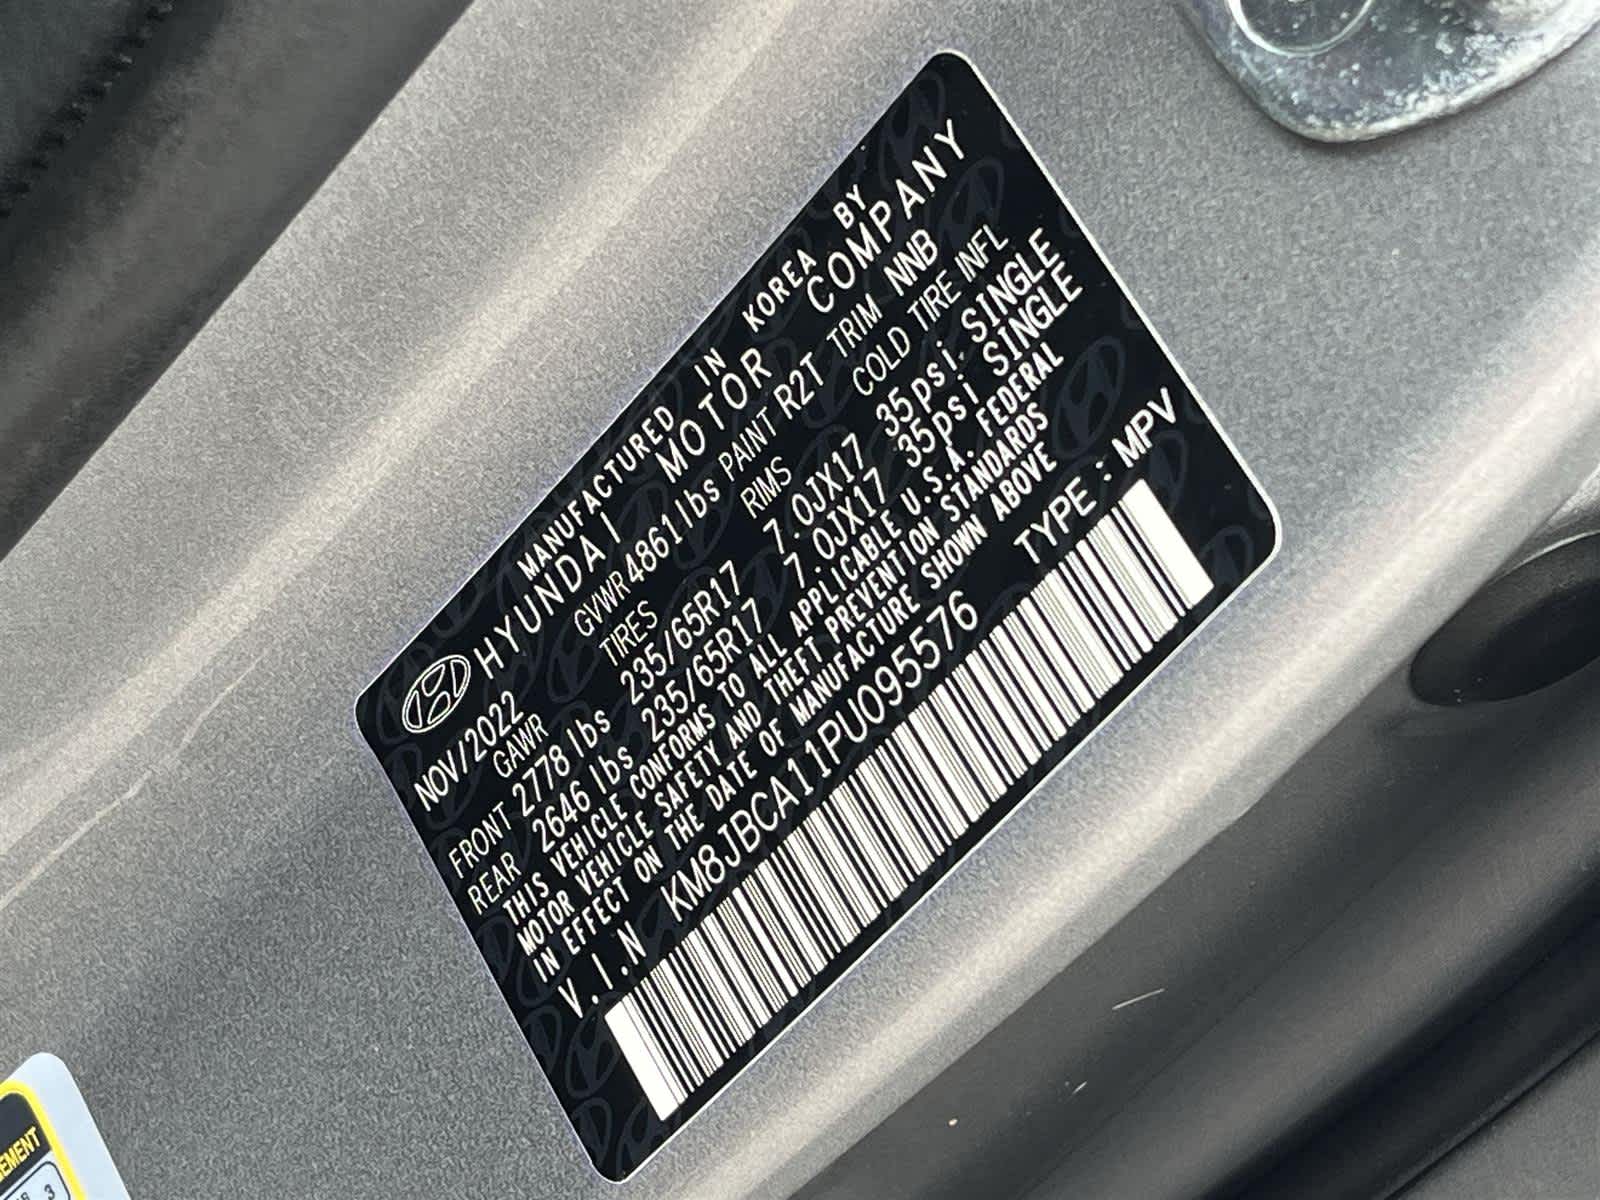 MANUFACTURED IN KOREA BY
HYUNDAI MOTOR COMPANY
NOV/2022 GVWR 4861lbs PAINT R2T TRIM NNB
GAWR TIRES RIMS COLD TIRE INFL
FRONT 2778lbs 235/65R17 7.0JX17 35psi SINGLE
REAR 2646lbs 235/65R17 7.0JX17 35psi SINGLE
THIS VEHICLE CONFORMS TO ALL APPLICABLE U.S.A. FEDERAL
MOTOR VEHICLE SAFETY AND THEFT PREVENTION STANDARDS
IN EFFECT ON THE DATE OF MANUFACTURE SHOWN ABOVE
V.I.N KM8JBCA11PU095576 TYPE : MPV
EMENT
3